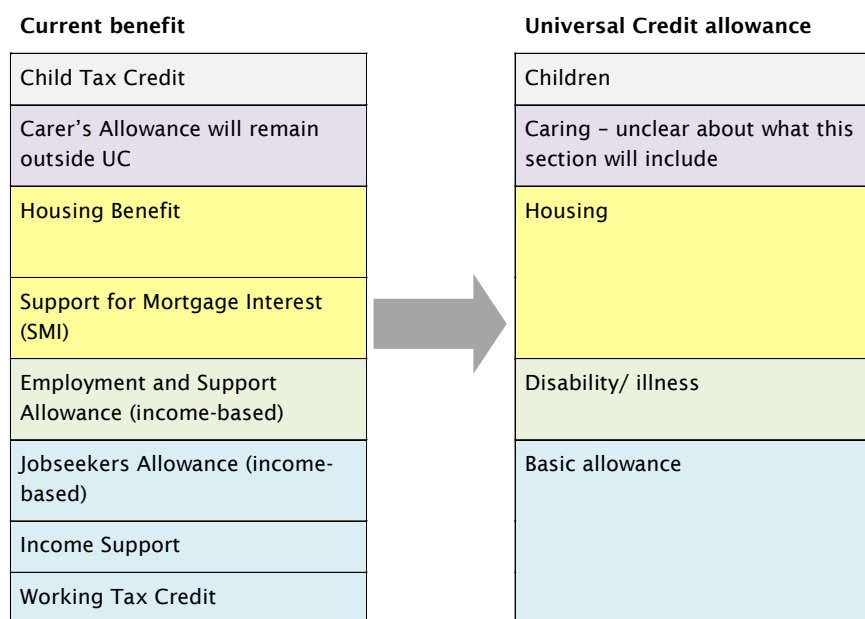 Current benefit
Universal Credit allowance
Child Tax Credit
Children
Carer’s Allowance will remain
outside UC
Caring – unclear about what this
section will include
Housing Benefit
Housing
Support for Mortgage Interest
(SMI)
Employment and Support
Allowance (income-based)
Disability/ illness
Jobseekers Allowance (income-
based)
Basic allowance
Income Support
Working Tax Credit